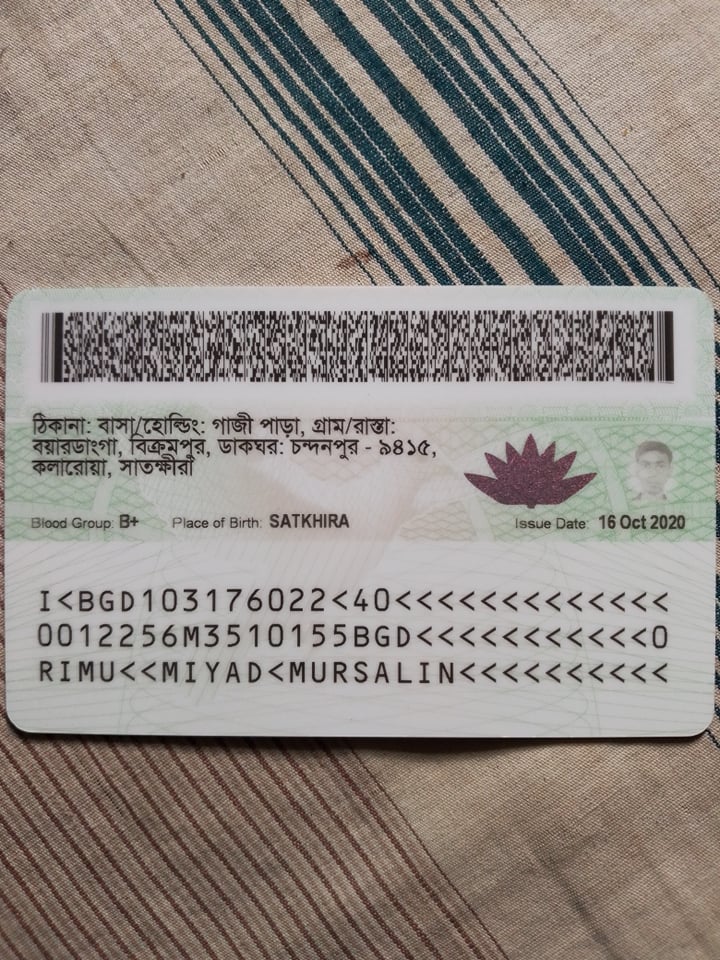 ঠিকানা: বাসা/হোল্ডিং: গাজী পাড়া, গ্রাম/রাস্তা:
বয়ারডাংগা, বিক্রমপুর, ডাকঘর: চন্দনপুর - ৯৪১৫,
কলারোয়া, সাতক্ষীরা
Blood Group: B+ Place of Birth: SATKHIRA Issue Date: 16 Oct 2020
I<BGD103176022<40<<<<<<<<<<<<<
0012256M3510155BGD<<<<<<<<<<<0
RIMU<<MIYAD<MURSALIN<<<<<<<<<<